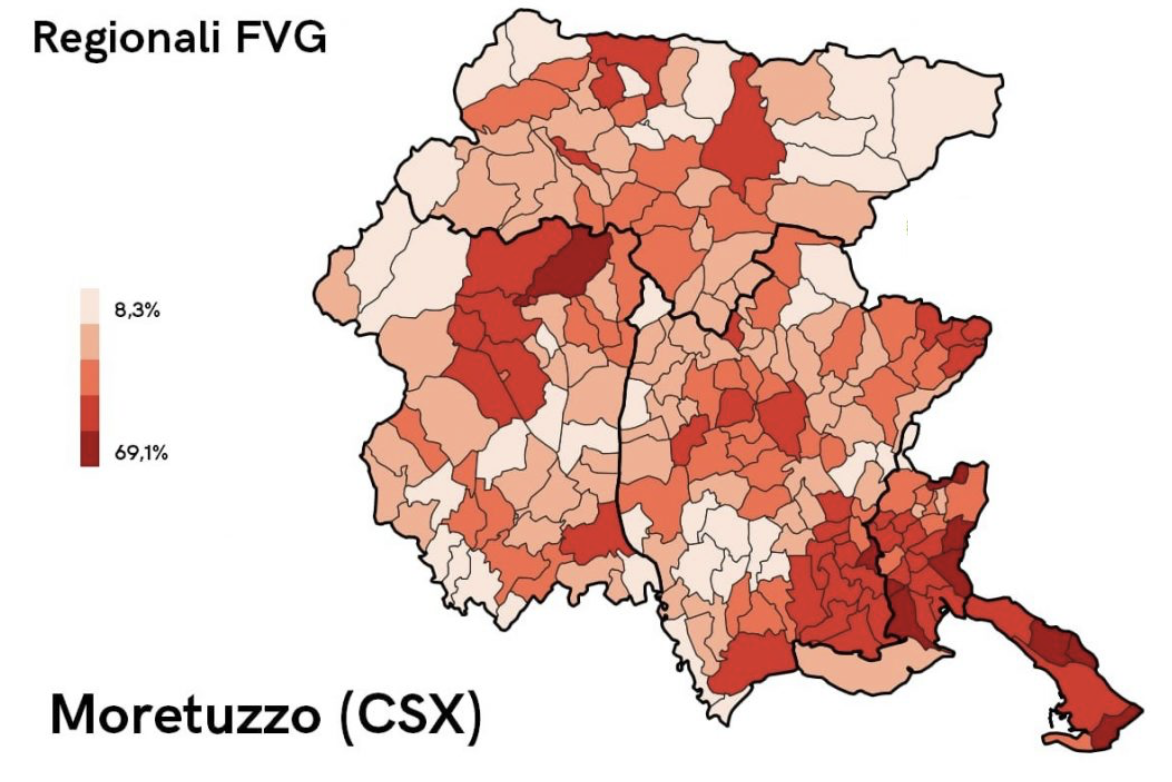 Regionali FVG
8,3%
69,1%
Moretuzzo (CSX)